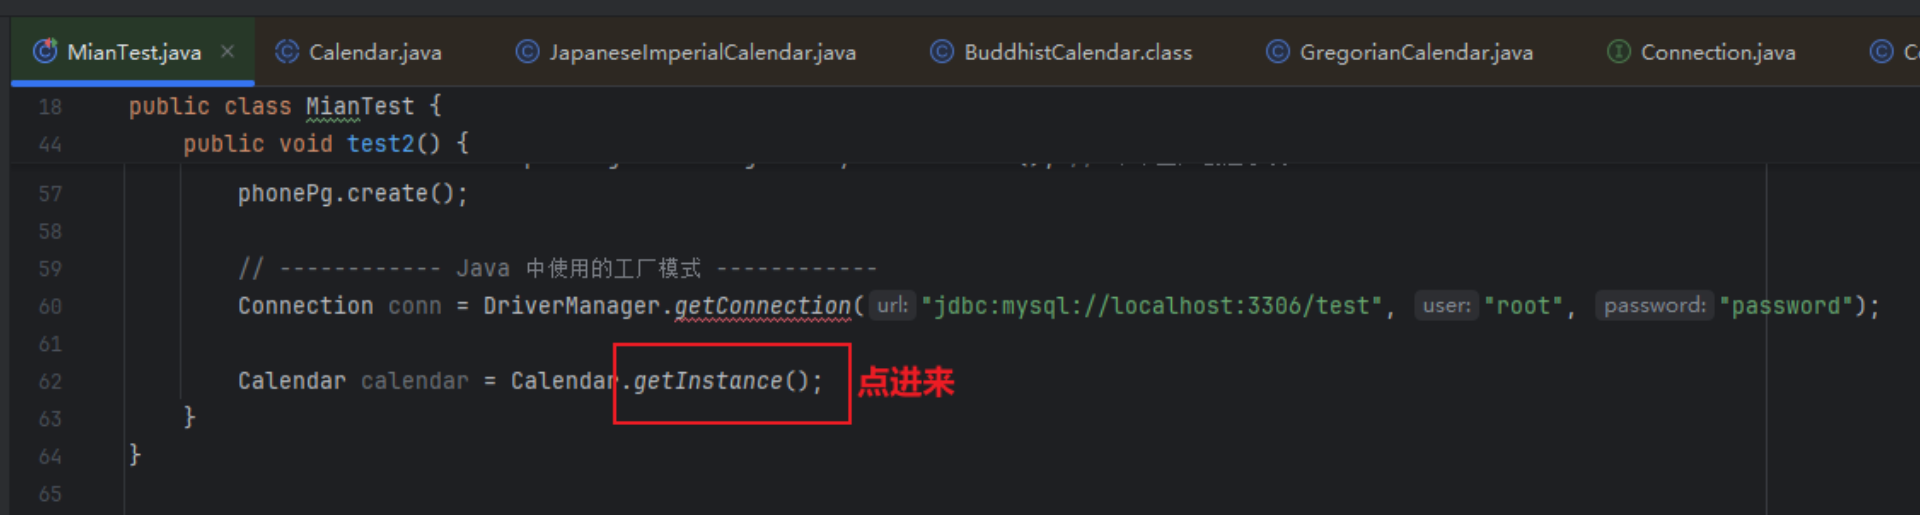 MianTest.java × Calendar.java JapaneseImperialCalendar.java BuddhistCalendar.class GregorianCalendar.java Connection.java
18 public class MianTest {
44 public void test2() {
57 phonePg.create();
58
59 // ------------ Java 中使用的工厂模式 ------------
60 Connection conn = DriverManager.getConnection( url: "jdbc:mysql://localhost:3306/test", user: "root", password: "password");
61
62 Calendar calendar = Calendar.getInstance(); 点进来
63 }
64 }
65